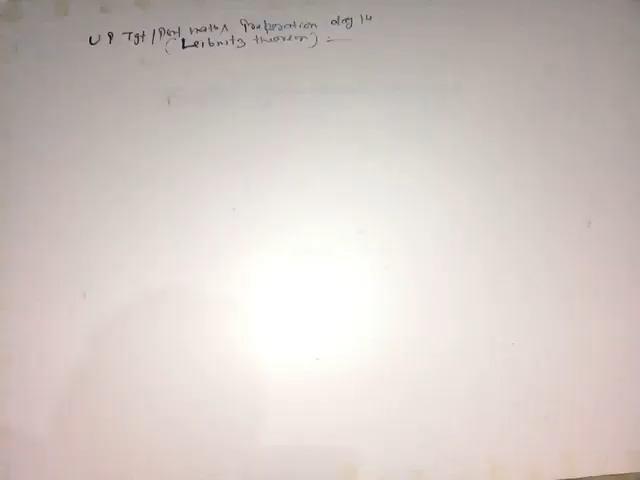 UP Tgt/Pgt maths Preparation day 14
(Leibnitz theorem) :-